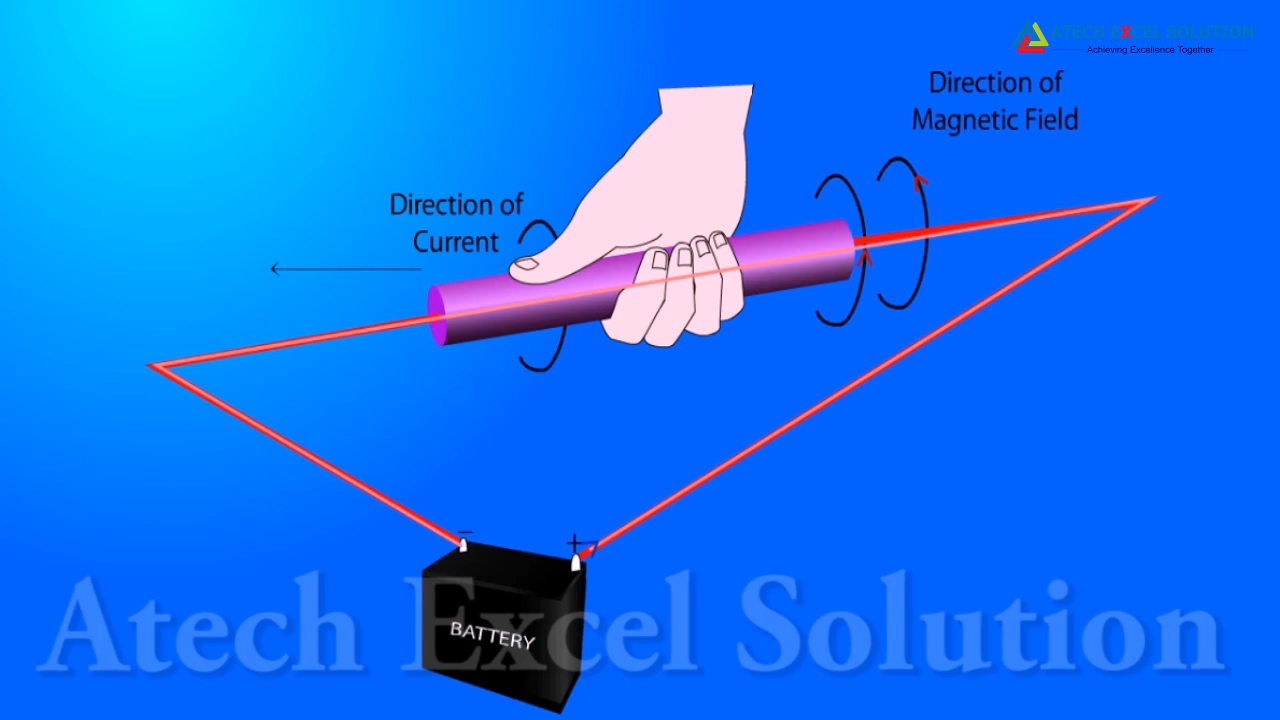 ATECH EXCEL SOLUTION
Achieving Excellence Together
Direction of
Magnetic Field
Direction of
Current
−
+
BATTERY
Atech Excel Solution